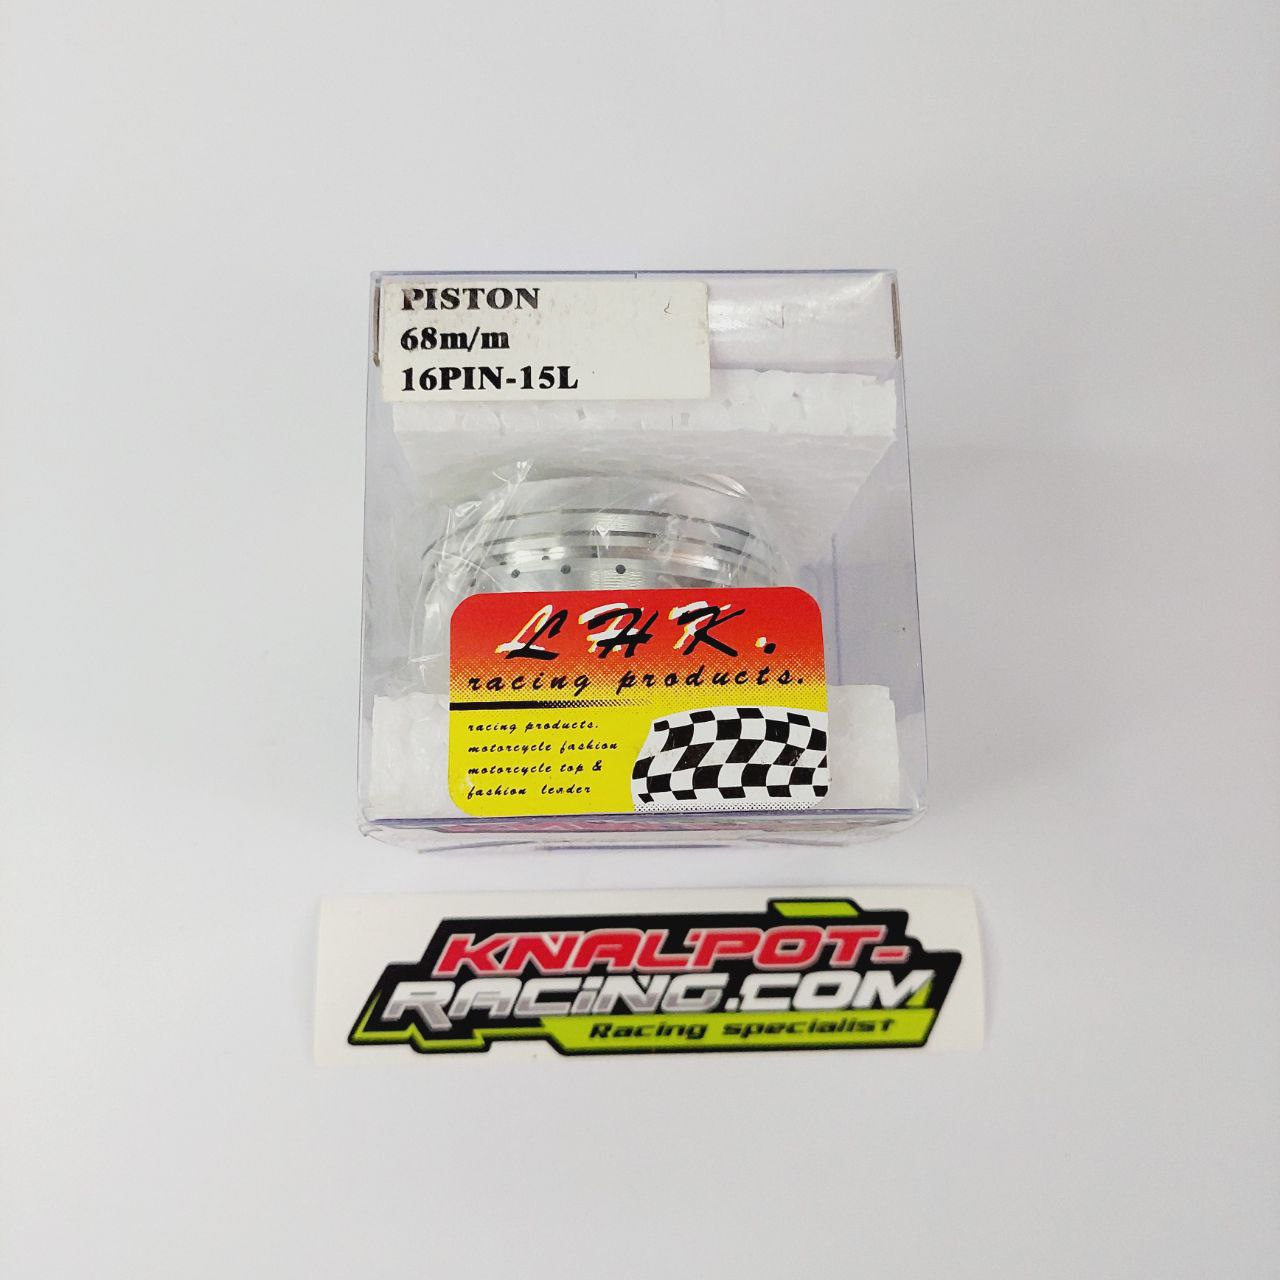 PISTON
68m/m
16PIN-15L
LHK.
racing products.
racing products.
motorcycle fashion
motorcycle top &
fashion leader
KNALPOT-
RACING.COM
Racing specialist